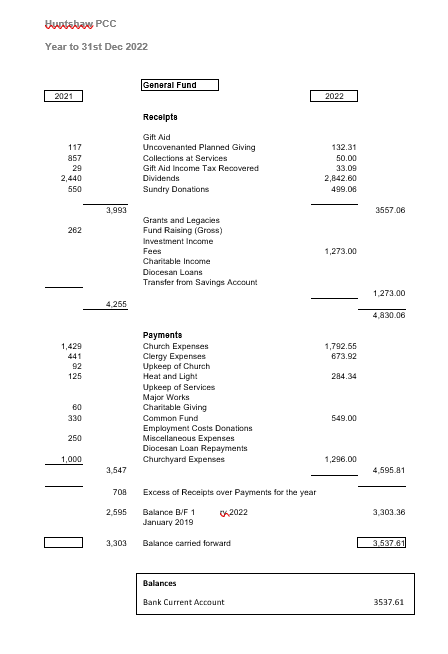 Huntshaw PCC
Year to 31st Dec 2022
General Fund
2021 2022
Receipts
Gift Aid
117 Uncovenanted Planned Giving 132.31
857 Collections at Services 50.00
29 Gift Aid Income Tax Recovered 33.09
2,440 Dividends 2,842.60
550 Sundry Donations 499.06
3,993 3557.06
Grants and Legacies
262 Fund Raising (Gross)
Investment Income
Fees 1,273.00
Charitable Income
Diocesan Loans
Transfer from Savings Account
1,273.00
4,255
4,830.06
Payments
1,429 Church Expenses 1,792.55
441 Clergy Expenses 673.92
92 Upkeep of Church
125 Heat and Light 284.34
Upkeep of Services
Major Works
60 Charitable Giving
330 Common Fund 549.00
Employment Costs Donations
250 Miscellaneous Expenses
Diocesan Loan Repayments
1,000 Churchyard Expenses 1,296.00
3,547 4,595.81
708 Excess of Receipts over Payments for the year
2,595 Balance B/F 1 ry 2022 3,303.36
January 2019
3,303 Balance carried forward 3,537.61
Balances
Bank Current Account 3537.61